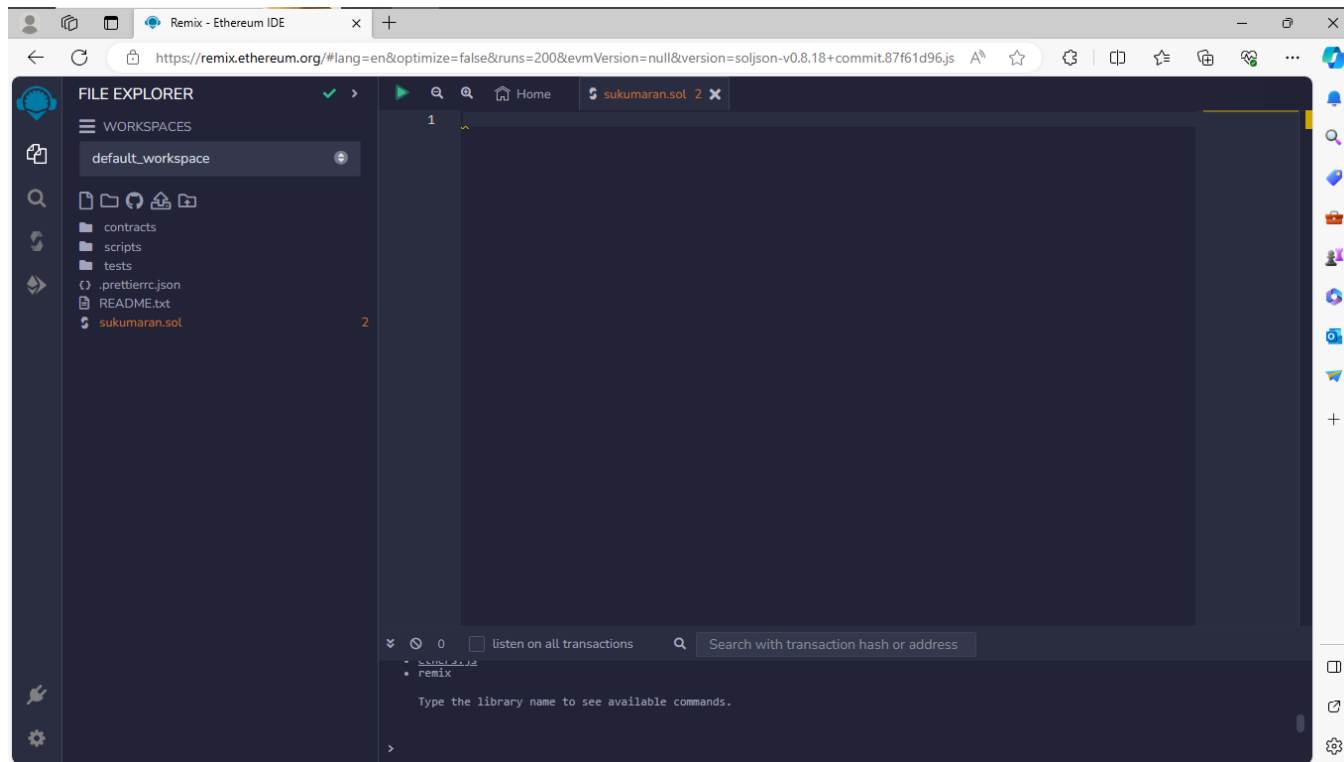 Remix - Ethereum IDE
https://remix.ethereum.org/#lang=en&optimize=false&runs=200&evmVersion=null&version=soljson-v0.8.18+commit.87f61d96.js
FILE EXPLORER
Home
sukumaran.sol 2
WORKSPACES
default_workspace
contracts
scripts
tests
.prettierrc.json
README.txt
sukumaran.sol 2
1
0 listen on all transactions Search with transaction hash or address
ethers.js
remix
Type the library name to see available commands.
>